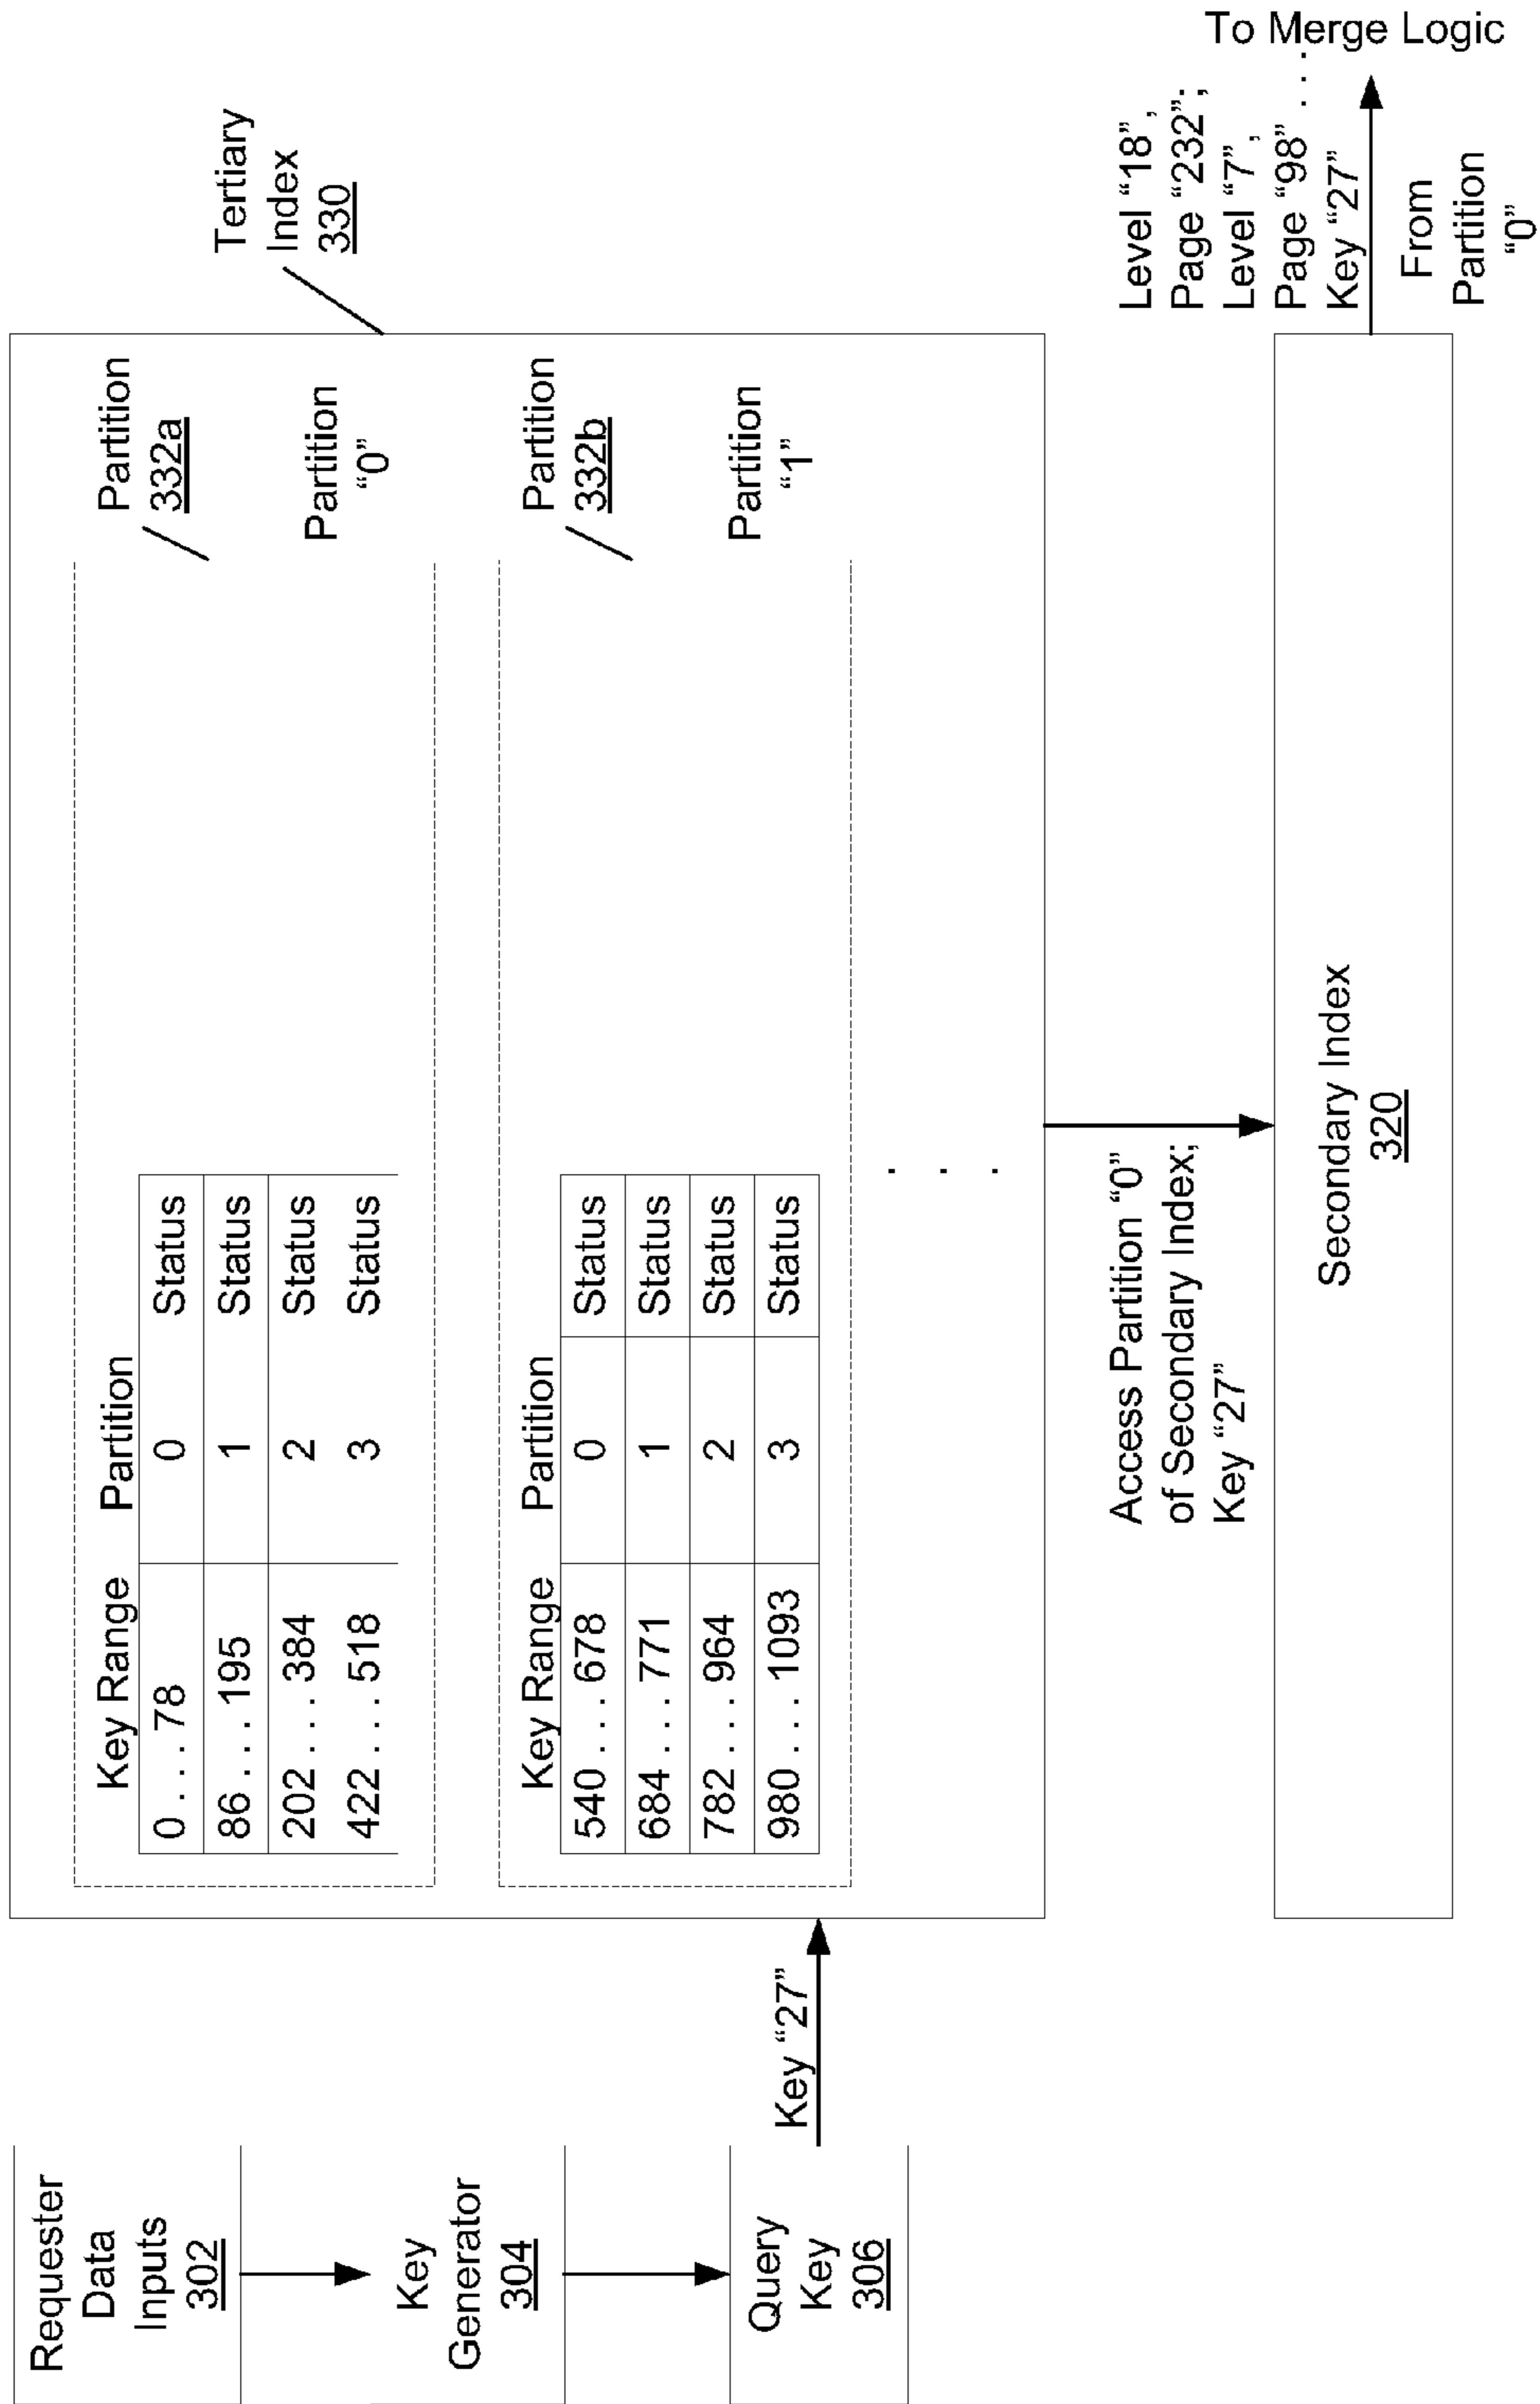 Requester
Data
Inputs
302
Key
Generator
304
Query
Key
306
Key “27”
Tertiary
Index
330
Key Range Partition
0 . . . 78 0 Status
86 . . . 195 1 Status
202 . . . 384 2 Status
422 . . . 518 3 Status
Partition
332a
Partition
“0”
Key Range Partition
540 . . . 678 0 Status
684 . . . 771 1 Status
782 . . . 964 2 Status
980 . . . 1093 3 Status
Partition
332b
Partition
“1”
. . .
Access Partition “0”
of Secondary Index;
Key “27”
Secondary Index
320
Level “18”,
Page “232”;
Level “7”,
Page “98” . . .
Key “27”
To Merge Logic
From
Partition
“0”